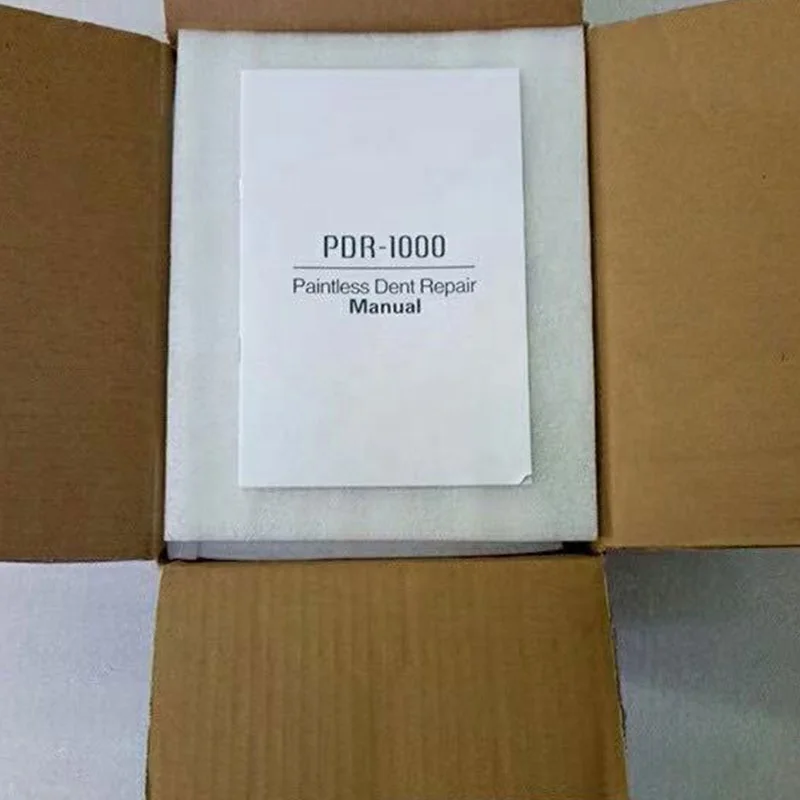 PDR-1000
Paintless Dent Repair
Manual